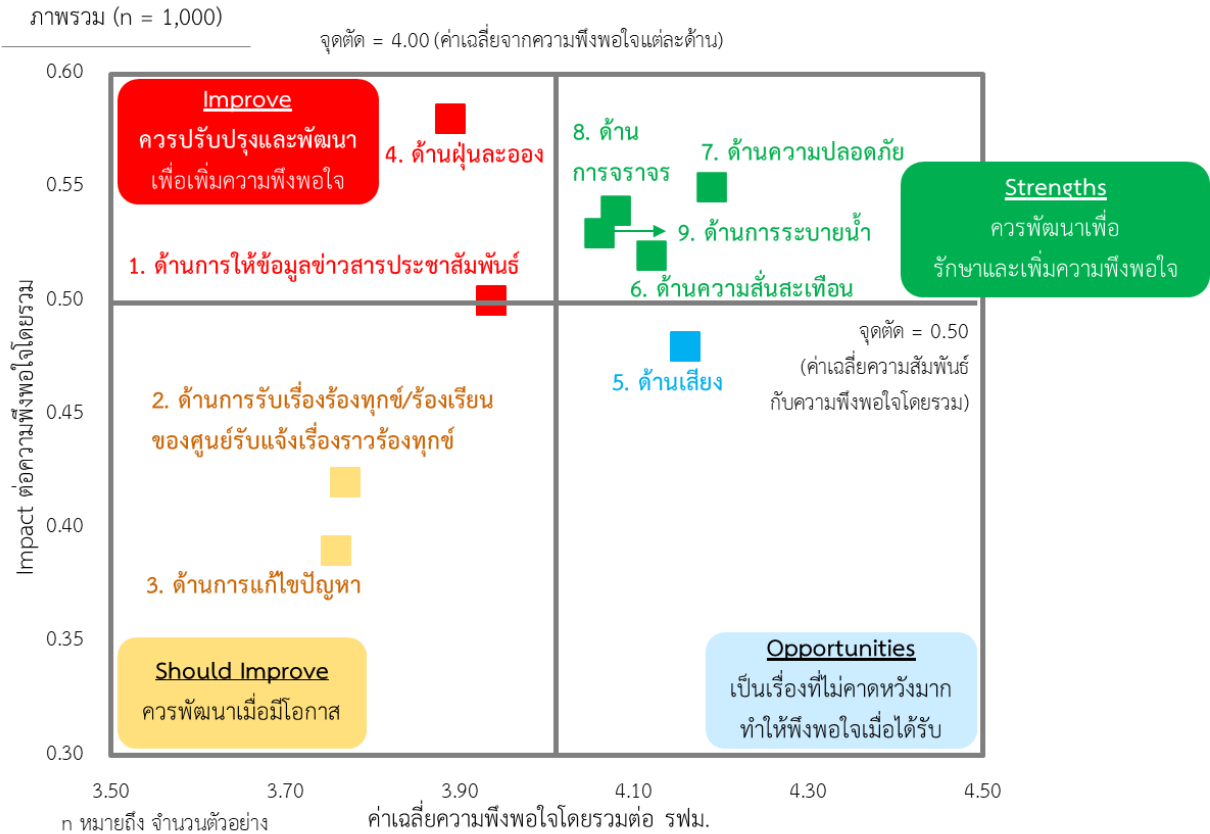 ภาพรวม (n = 1,000)
จุดตัด = 4.00 (ค่าเฉลี่ยจากความพึงพอใจแต่ละด้าน)
0.60
0.55
0.50
0.45
0.40
0.35
0.30
Impact ต่อความพึงพอใจโดยรวม
Improve
ควรปรับปรุงและพัฒนา
เพื่อเพิ่มความพึงพอใจ
4. ด้านฝุ่นละออง
1. ด้านการให้ข้อมูลข่าวสารประชาสัมพันธ์
8. ด้าน
การจราจร
7. ด้านความปลอดภัย
9. ด้านการระบายน้ำ
6. ด้านความสั่นสะเทือน
Strengths
ควรพัฒนาเพื่อ
รักษาและเพิ่มความพึงพอใจ
จุดตัด = 0.50
(ค่าเฉลี่ยความสัมพันธ์
กับความพึงพอใจโดยรวม)
5. ด้านเสียง
2. ด้านการรับเรื่องร้องทุกข์/ร้องเรียน
ของศูนย์รับแจ้งเรื่องราวร้องทุกข์
3. ด้านการแก้ไขปัญหา
Should Improve
ควรพัฒนาเมื่อมีโอกาส
Opportunities
เป็นเรื่องที่ไม่คาดหวังมาก
ทำให้พึงพอใจเมื่อได้รับ
3.50 3.70 3.90 4.10 4.30 4.50
n หมายถึง จำนวนตัวอย่าง
ค่าเฉลี่ยความพึงพอใจโดยรวมต่อ รฟม.